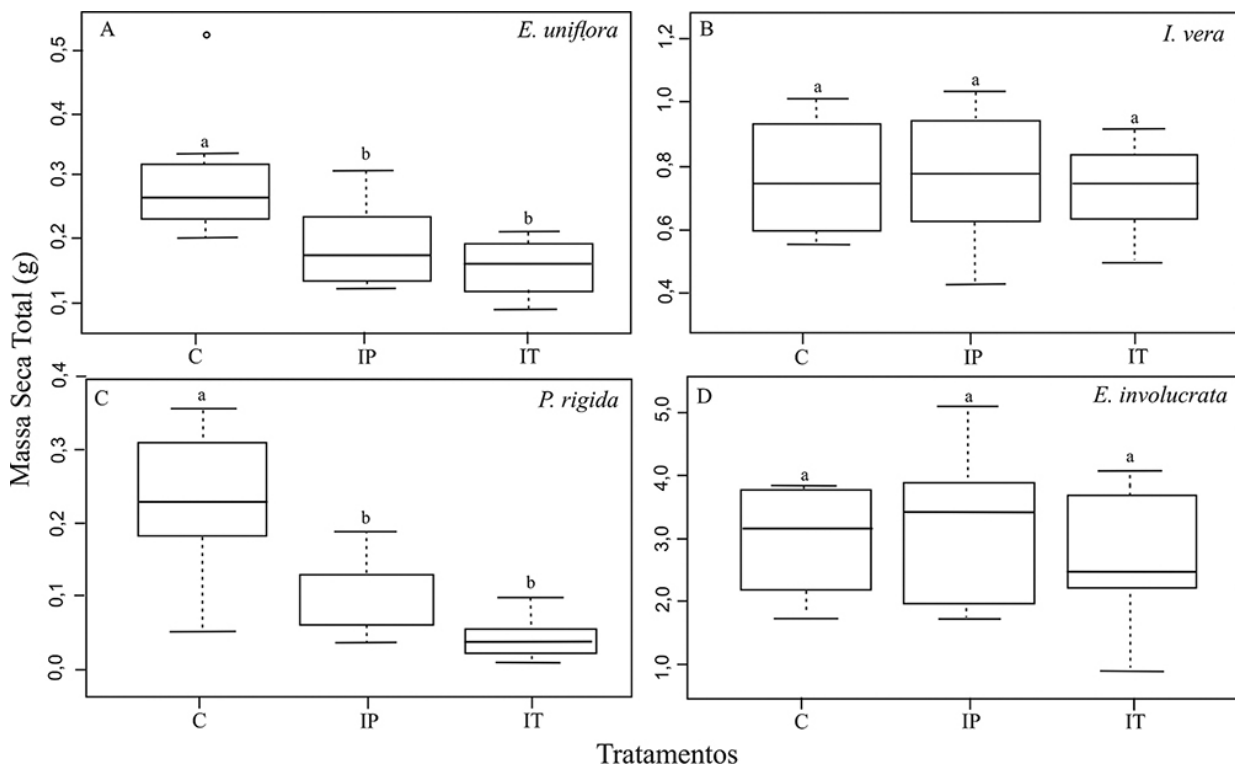 Massa Seca Total (g)
A
E. uniflora
0,5
0,4
0,3
0,2
0,1
a
b
b
C
IP
IT
B
I. vera
1,2
1,0
0,8
0,6
0,4
a
a
a
C
IP
IT
C
P. rigida
0,4
0,3
0,2
0,1
0,0
a
b
b
C
IP
IT
D
E. involucrata
5,0
4,0
3,0
2,0
1,0
a
a
a
C
IP
IT
Tratamentos